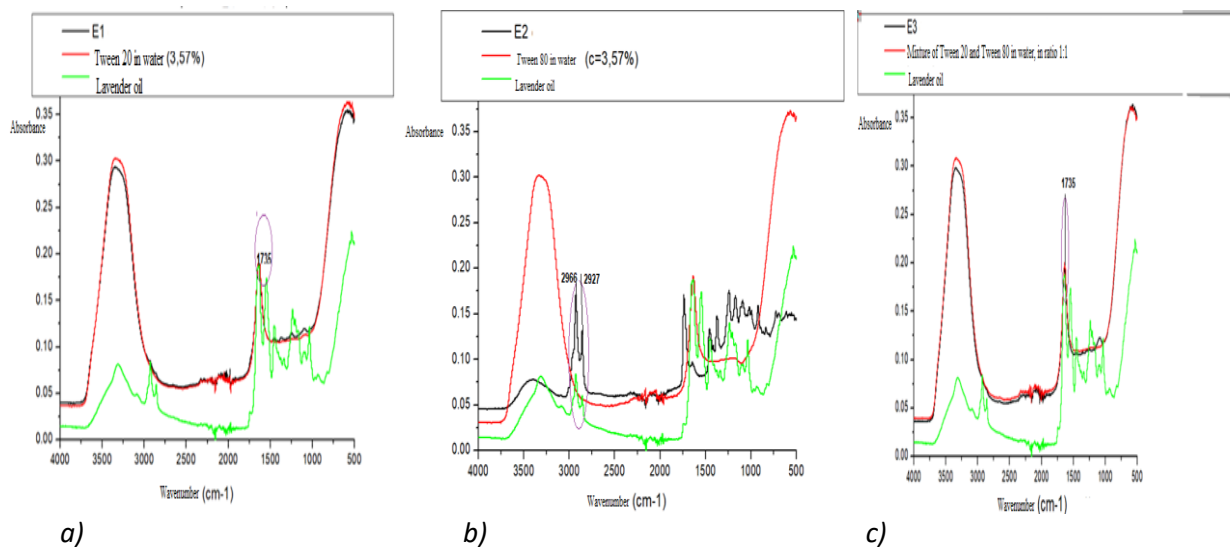 E1
Tween 20 in water (3,57%)
Lavender oil
Absorbance
0.35
0.30
0.25
0.20
0.15
0.10
0.05
0.00
1735
4000 3500 3000 2500 2000 1500 1000 500
Wavenumber (cm-1)
a)
E2
Tween 80 in water (c=3,57%)
Lavender oil
Absorbance
0.35
0.30
0.25
0.20
0.15
0.10
0.05
0.00
2966 2927
4000 3500 3000 2500 2000 1500 1000 500
Wavenumber (cm-1)
b)
E3
Mixture of Tween 20 and Tween 80 in water, in ratio 1:1
Lavender oil
Absorbance
0.35
0.30
0.25
0.20
0.15
0.10
0.05
0.00
1735
4000 3500 3000 2500 2000 1500 1000 500
Wavenumber (cm-1)
c)